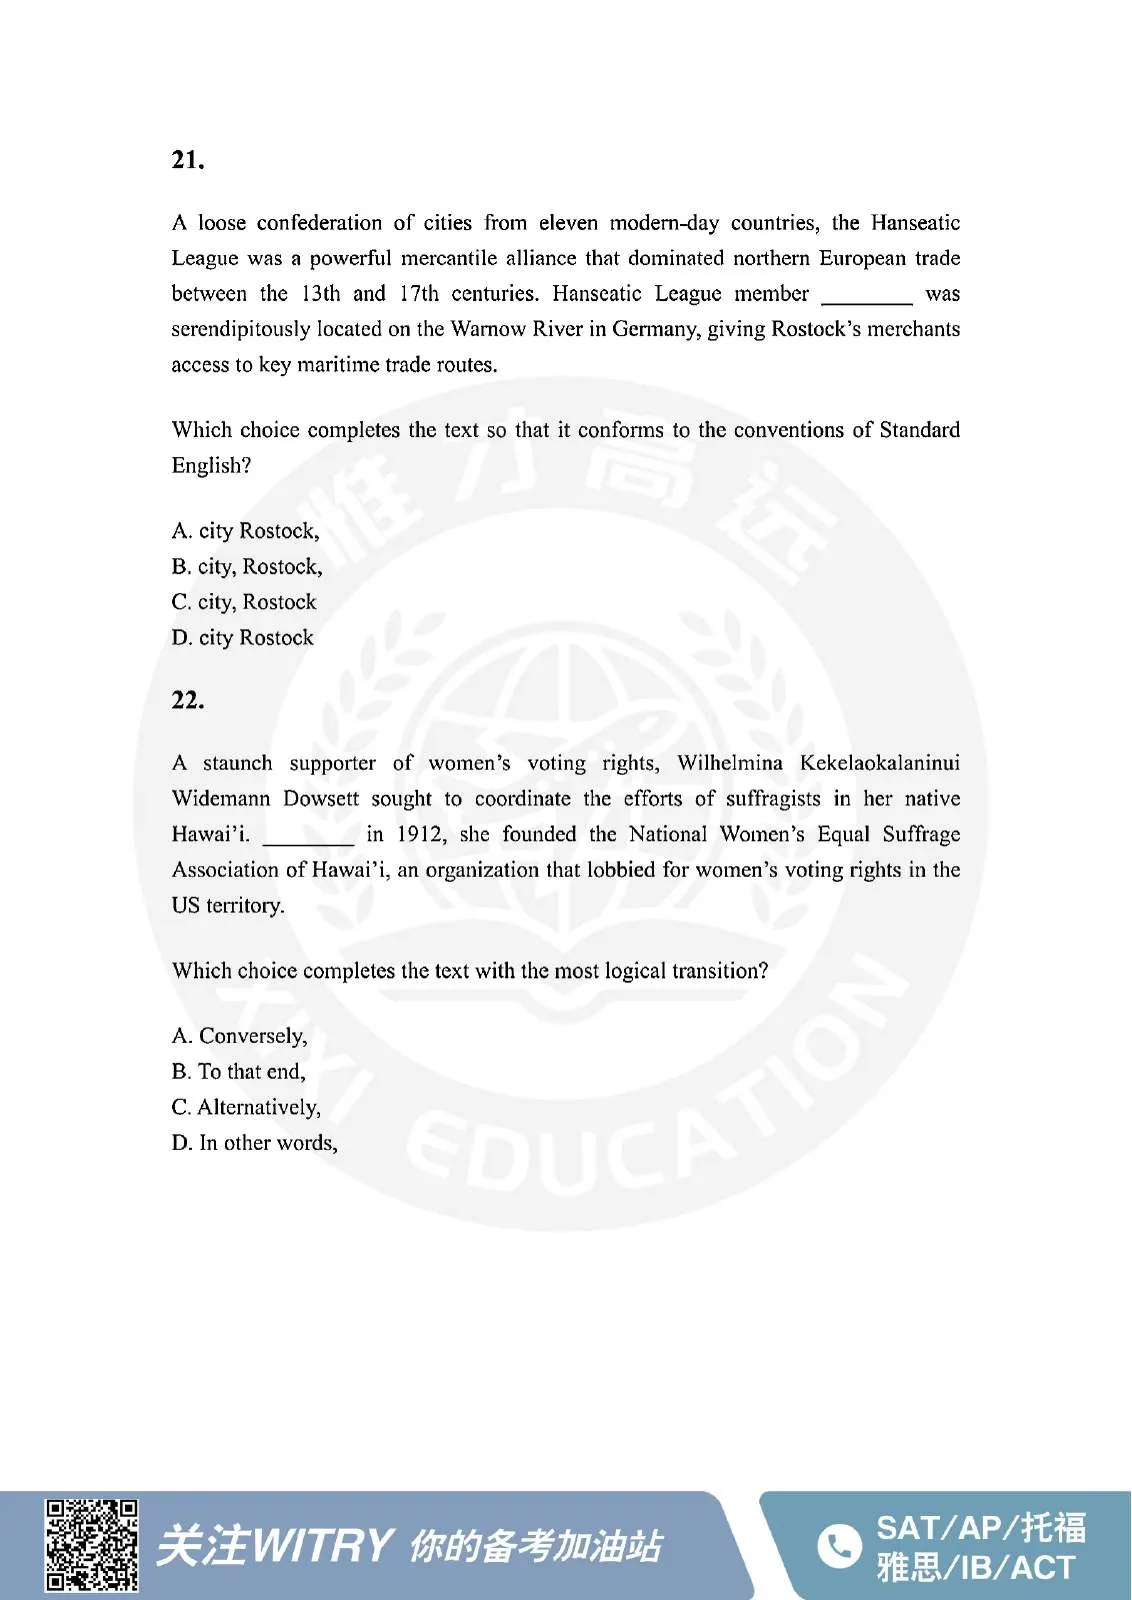 21.
A loose confederation of cities from eleven modern-day countries, the Hanseatic
League was a powerful mercantile alliance that dominated northern European trade
between the 13th and 17th centuries. Hanseatic League member ________ was
serendipitously located on the Warnow River in Germany, giving Rostock's merchants
access to key maritime trade routes.
Which choice completes the text so that it conforms to the conventions of Standard
English?
A. city Rostock,
B. city, Rostock,
C. city, Rostock
D. city Rostock
22.
A staunch supporter of women's voting rights, Wilhelmina Kekelaokalaninui
Widemann Dowsett sought to coordinate the efforts of suffragists in her native
Hawai'i. ________ in 1912, she founded the National Women's Equal Suffrage
Association of Hawai'i, an organization that lobbied for women's voting rights in the
US territory.
Which choice completes the text with the most logical transition?
A. Conversely,
B. To that end,
C. Alternatively,
D. In other words,
惟才高远
XIXI EDUCATION
关注WITRY 你的备考加油站
SAT/AP/托福
雅思/IB/ACT